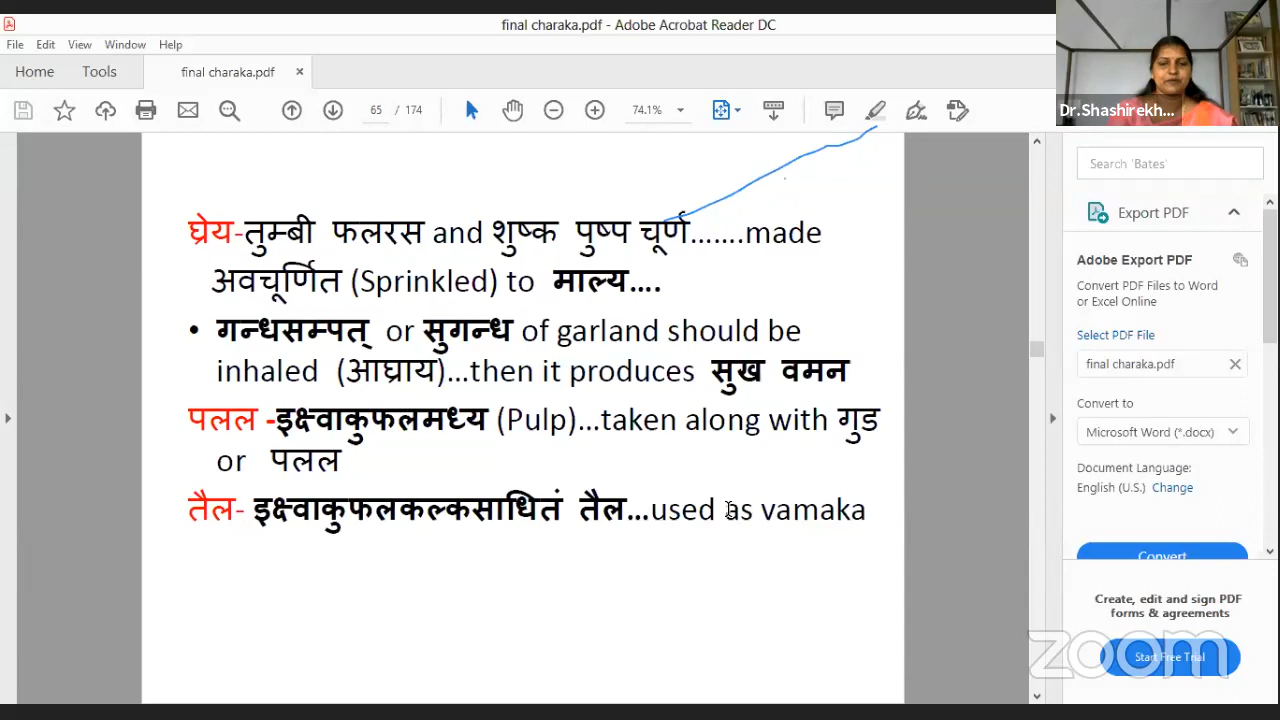 final charaka.pdf - Adobe Acrobat Reader DC
File Edit View Window Help
Home Tools final charaka.pdf ×
65 / 174 74.1%
Dr.Shashirekh...
घ्रेय-तुम्बी फलरस and शुष्क पुष्प चूर्ण.......made
अवचूर्णित (Sprinkled) to माल्य....
• गन्धसम्पत् or सुगन्ध of garland should be
inhaled (आघ्राय)...then it produces सुख वमन
पलल -इक्ष्वाकुफलमध्य (Pulp)...taken along with गुड
or पलल
तैल- इक्ष्वाकुफलकल्कसाधितं तैल...used as vamaka
Search 'Bates'
Export PDF
Adobe Export PDF
Convert PDF Files to Word
or Excel Online
Select PDF File
final charaka.pdf
Convert to
Microsoft Word (*.docx)
Document Language:
English (U.S.) Change
Convert
Create, edit and sign PDF
forms & agreements
Start Free Trial
zoom